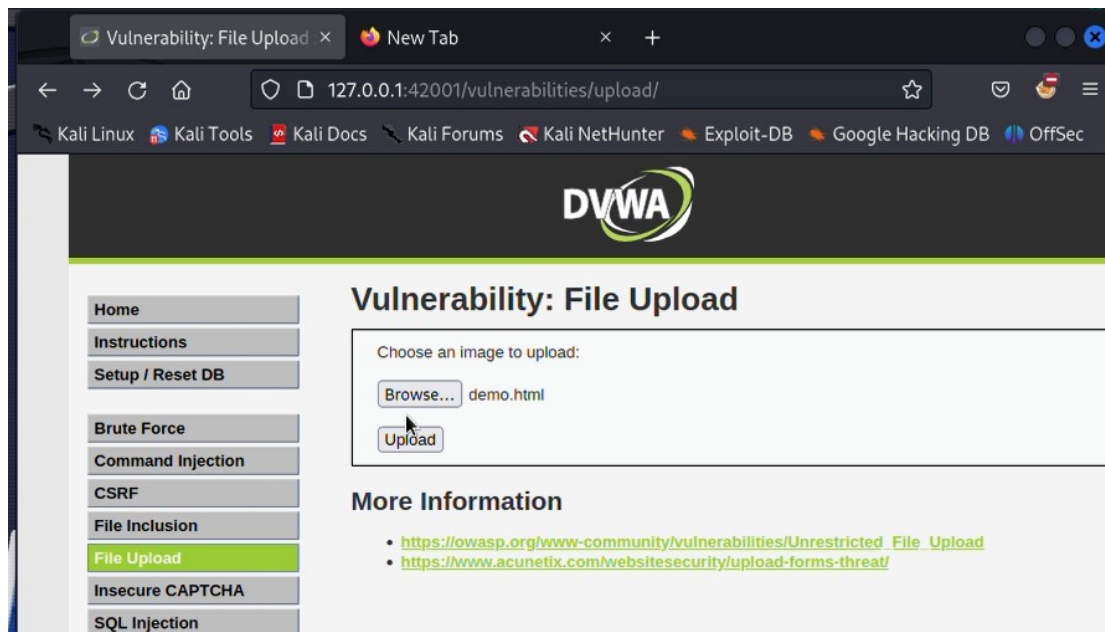 Vulnerability: File Upload × New Tab × +
127.0.0.1:42001/vulnerabilities/upload/
Kali Linux Kali Tools Kali Docs Kali Forums Kali NetHunter Exploit-DB Google Hacking DB OffSec
DVWA
Vulnerability: File Upload
Home
Instructions
Setup / Reset DB
Brute Force
Command Injection
CSRF
File Inclusion
File Upload
Insecure CAPTCHA
SQL Injection
Choose an image to upload:
Browse... demo.html
Upload
More Information
• https://owasp.org/www-community/vulnerabilities/Unrestricted_File_Upload
• https://www.acunetix.com/websitesecurity/upload-forms-threat/